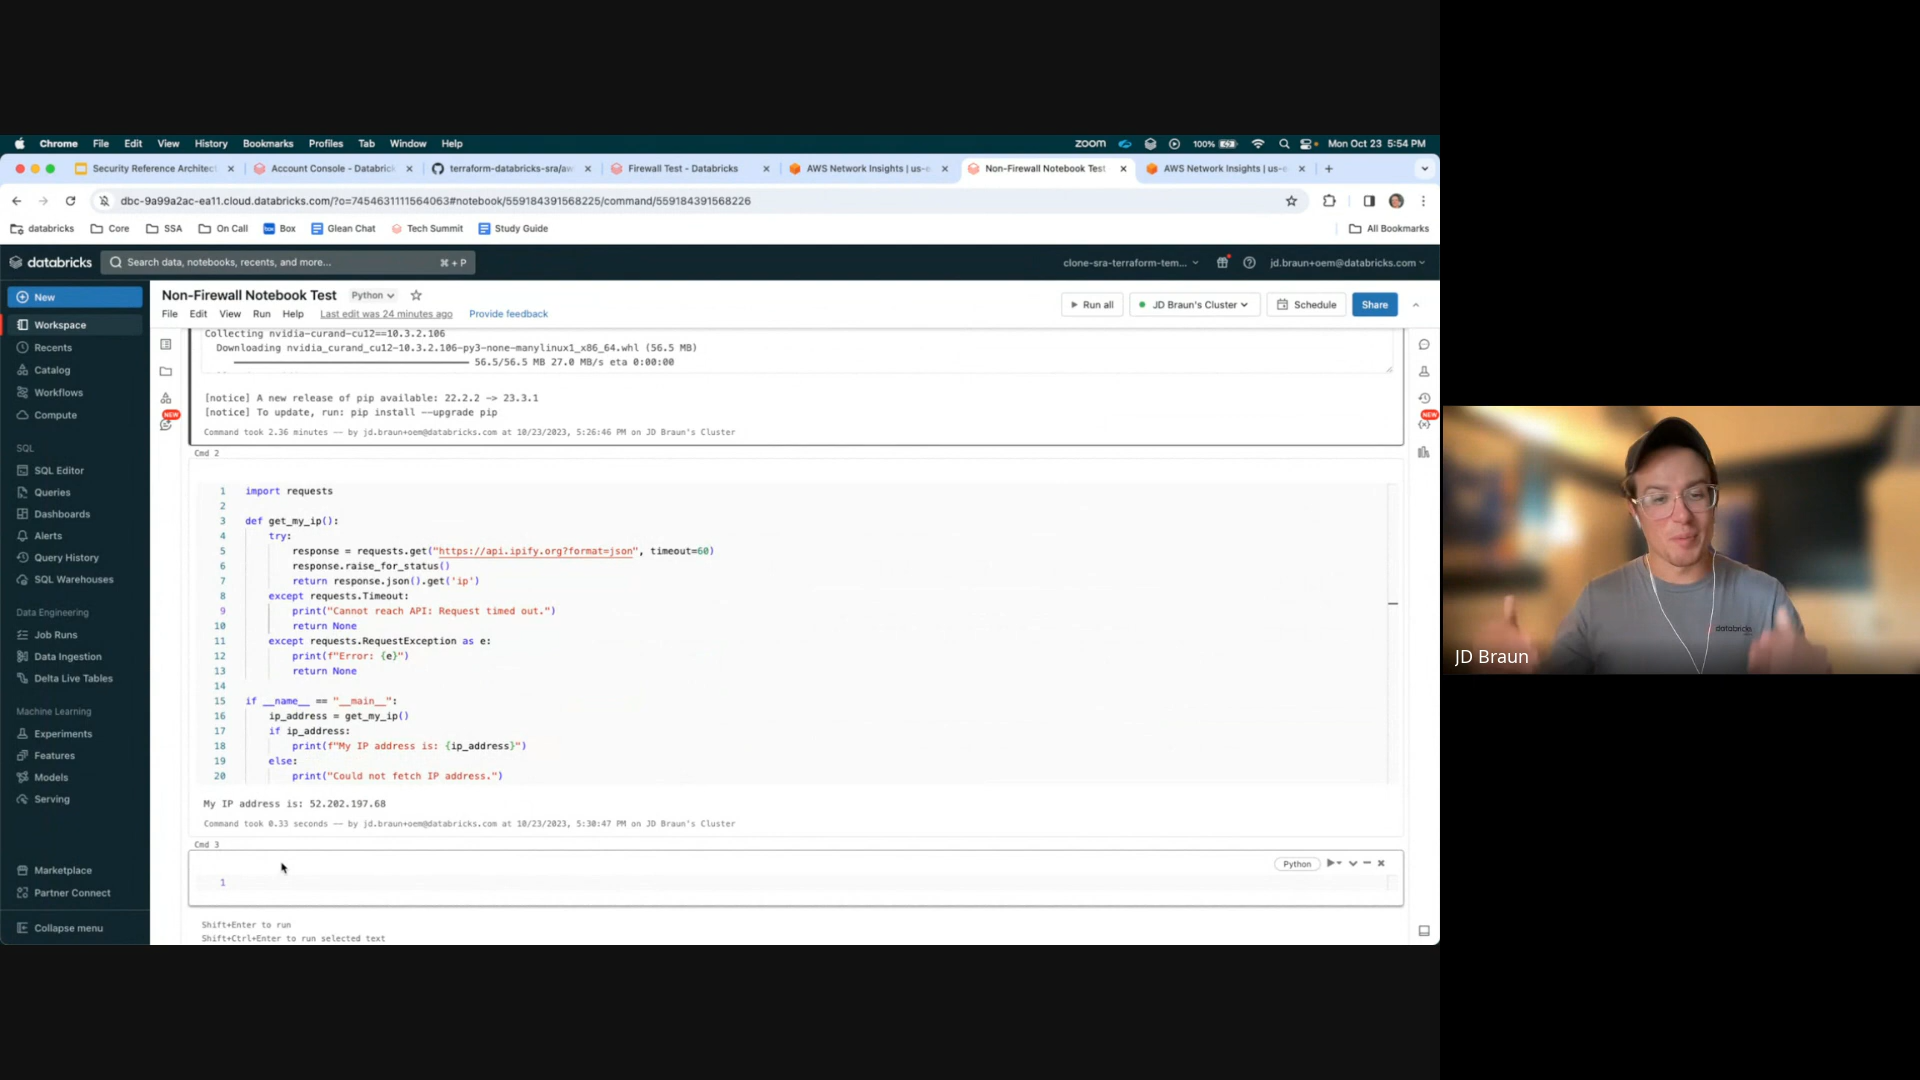 Chrome File Edit View History Bookmarks Profiles Tab Window Help
zoom 100% Mon Oct 23 5:54 PM
Security Reference Architect
Account Console - Databrick
terraform-databricks-sra/aw
Firewall Test - Databricks
AWS Network Insights | us-e
Non-Firewall Notebook Test
AWS Network Insights | us-e
dbc-9a99a2ac-ea11.cloud.databricks.com/?o=7454631111564063#notebook/559184391568225/command/559184391568226
databricks Core SSA On Call Box Glean Chat Tech Summit Study Guide All Bookmarks
databricks
Search data, notebooks, recents, and more... ⌘ + P
clone-sra-terraform-tem... jd.braun+oem@databricks.com
New
Workspace
Recents
Catalog
Workflows
Compute
SQL
SQL Editor
Queries
Dashboards
Alerts
Query History
SQL Warehouses
Data Engineering
Job Runs
Data Ingestion
Delta Live Tables
Machine Learning
Experiments
Features
Models
Serving
Marketplace
Partner Connect
Collapse menu
Non-Firewall Notebook Test Python
File Edit View Run Help Last edit was 24 minutes ago Provide feedback
Run all JD Braun's Cluster Schedule Share
NEW
NEW
Collecting nvidia-curand-cu12==10.3.2.106
Downloading nvidia_curand_cu12-10.3.2.106-py3-none-manylinux1_x86_64.whl (56.5 MB)
56.5/56.5 MB 27.0 MB/s eta 0:00:00
[notice] A new release of pip available: 22.2.2 -> 23.3.1
[notice] To update, run: pip install --upgrade pip
Command took 2.36 minutes -- by jd.braun+oem@databricks.com at 10/23/2023, 5:26:46 PM on JD Braun's Cluster
Cmd 2
1 import requests
2
3 def get_my_ip():
4 try:
5 response = requests.get("https://api.ipify.org?format=json", timeout=60)
6 response.raise_for_status()
7 return response.json().get('ip')
8 except requests.Timeout:
9 print("Cannot reach API: Request timed out.")
10 return None
11 except requests.RequestException as e:
12 print(f"Error: {e}")
13 return None
14
15 if __name__ == "__main__":
16 ip_address = get_my_ip()
17 if ip_address:
18 print(f"My IP address is: {ip_address}")
19 else:
20 print("Could not fetch IP address.")
My IP address is: 52.202.197.68
Command took 0.33 seconds -- by jd.braun+oem@databricks.com at 10/23/2023, 5:30:47 PM on JD Braun's Cluster
Cmd 3
Python
1
Shift+Enter to run
Shift+Ctrl+Enter to run selected text
databricks
JD Braun